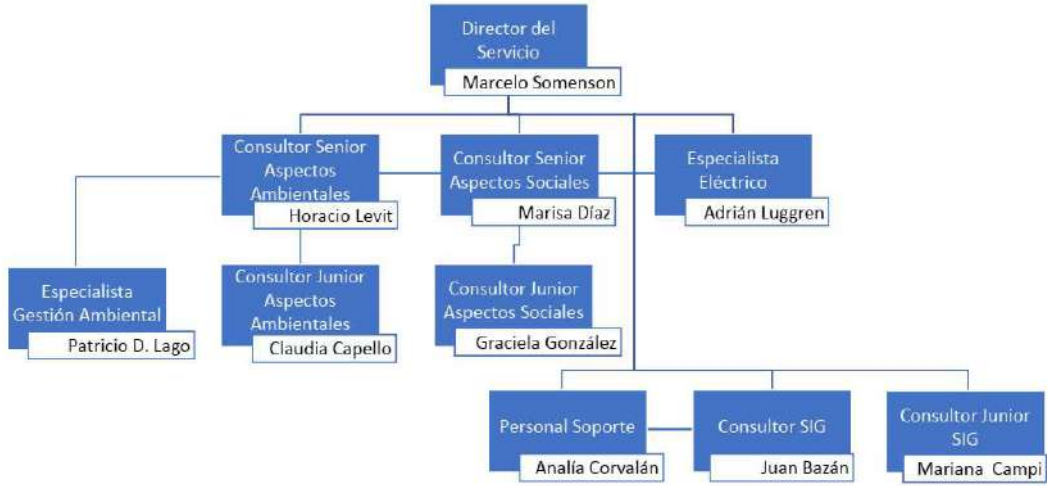 Director del
Servicio
Marcelo Somenson
Consultor Senior
Aspectos
Ambientales
Horacio Levit
Consultor Senior
Aspectos Sociales
Marisa Díaz
Especialista
Eléctrico
Adrián Luggren
Especialista
Gestión Ambiental
Patricio D. Lago
Consultor Junior
Aspectos
Ambientales
Claudia Capello
Consultor Junior
Aspectos Sociales
Graciela González
Personal Soporte
Analía Corvalán
Consultor SIG
Juan Bazán
Consultor Junior
SIG
Mariana Campi